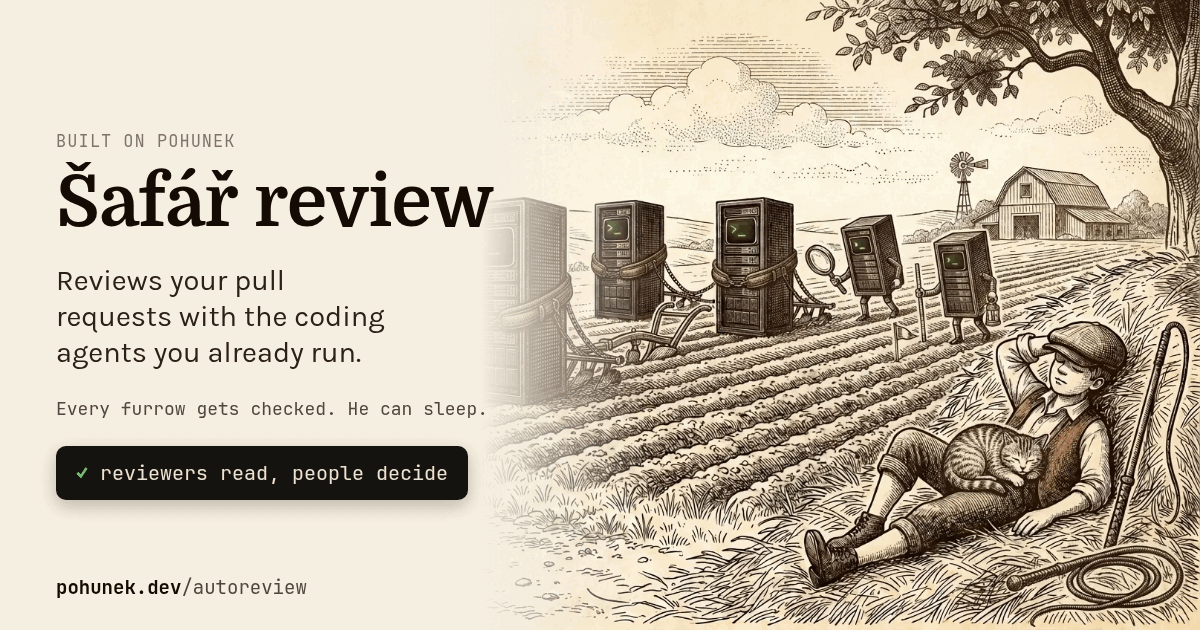 BUILT ON POHUNEK
Šafář review
Reviews your pull
requests with the coding
agents you already run.
Every furrow gets checked. He can sleep.
✓ reviewers read, people decide
pohunek.dev/autoreview